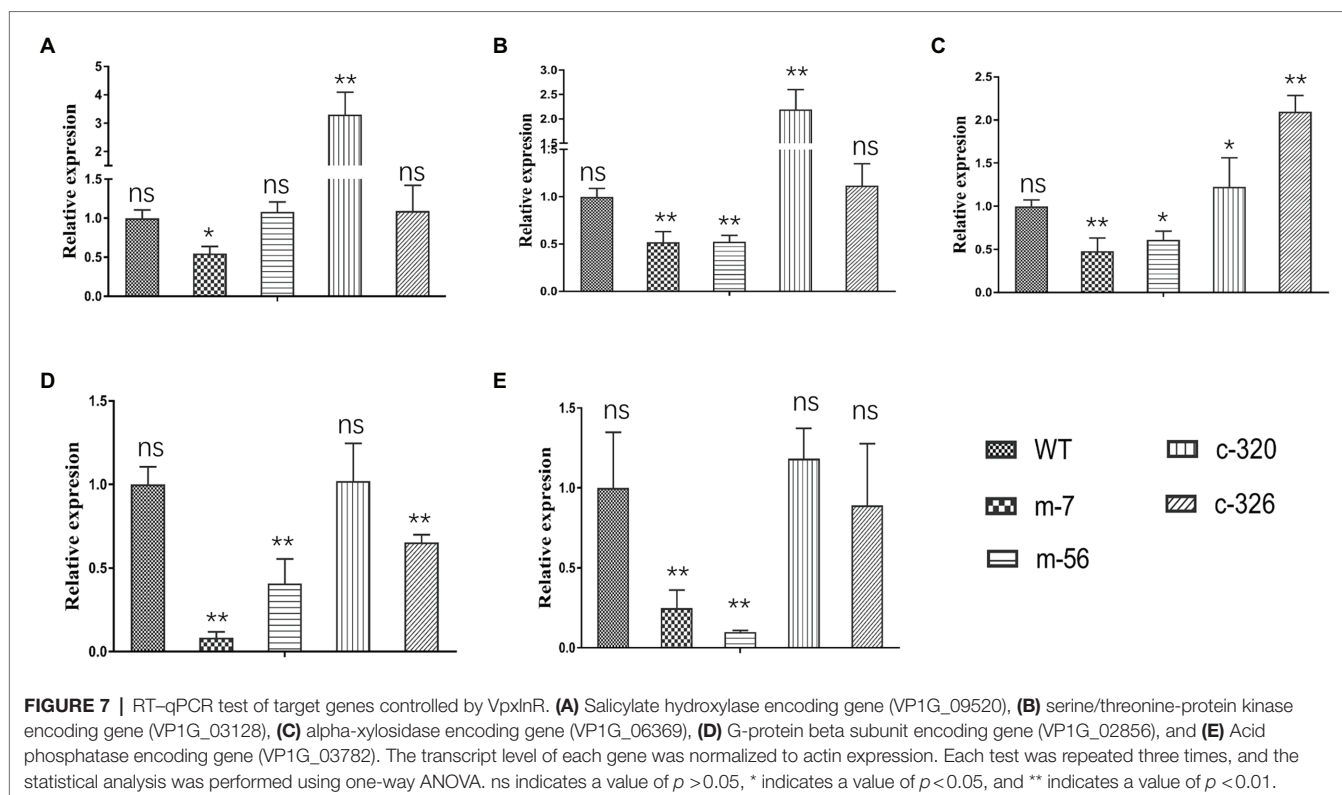 A
Relative expresion
5
4
3
2
1.5
1.0
0.5
0.0
ns
*
ns
**
ns
B
Relative expresion
3.0
2.5
2.0
1.5
1.5
1.0
0.5
0.0
ns
**
**
**
ns
C
Relative expresion
2.5
2.0
1.5
1.0
0.5
0.0
ns
**
*
*
**
D
Relative expresion
1.5
1.0
0.5
0.0
ns
**
**
ns
**
E
Relative expresion
1.5
1.0
0.5
0.0
ns
**
**
ns
ns
WT
m-7
m-56
c-320
c-326
FIGURE 7 | RT–qPCR test of target genes controlled by VpxlnR. (A) Salicylate hydroxylase encoding gene (VP1G_09520), (B) serine/threonine-protein kinase
encoding gene (VP1G_03128), (C) alpha-xylosidase encoding gene (VP1G_06369), (D) G-protein beta subunit encoding gene (VP1G_02856), and (E) Acid
phosphatase encoding gene (VP1G_03782). The transcript level of each gene was normalized to actin expression. Each test was repeated three times, and the
statistical analysis was performed using one-way ANOVA. ns indicates a value of p >0.05, * indicates a value of p<0.05, and ** indicates a value of p <0.01.